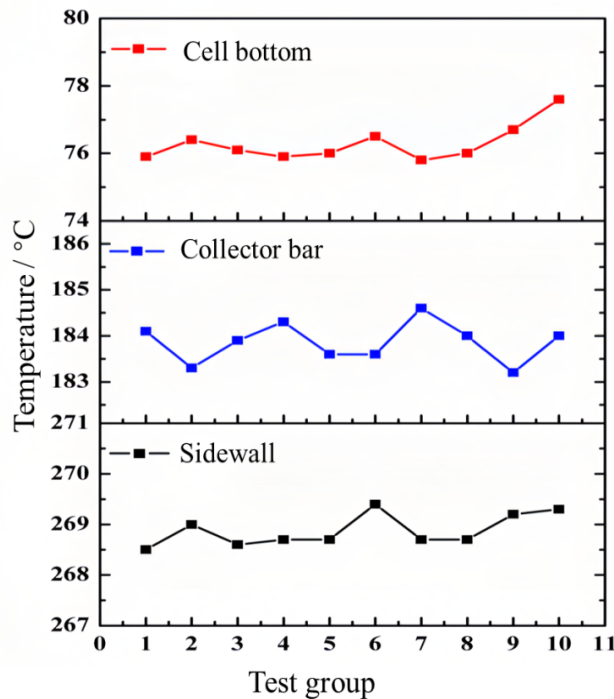 80
78
76
74
Cell bottom
186
185
184
183
Collector bar
271
270
269
268
267
Sidewall
0 1 2 3 4 5 6 7 8 9 10 11
Test group
Temperature / °C